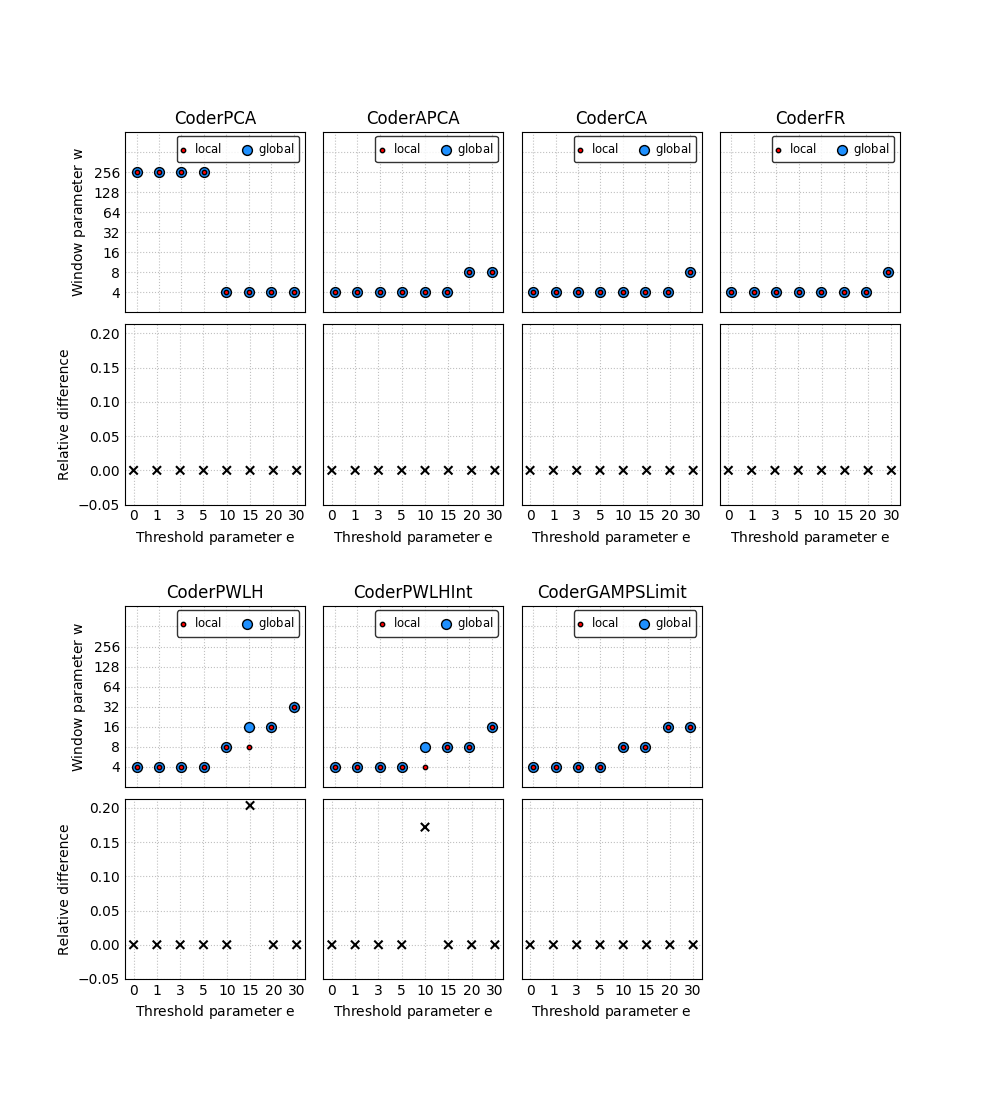 CoderPCA CoderAPCA CoderCA CoderFR
local global local global local global local global
Window parameter w
256
128
64
32
16
8
4
Relative difference
0.20
0.15
0.10
0.05
0.00
−0.05
0 1 3 5 10 15 20 30 0 1 3 5 10 15 20 30 0 1 3 5 10 15 20 30 0 1 3 5 10 15 20 30
Threshold parameter e Threshold parameter e Threshold parameter e Threshold parameter e
CoderPWLH CoderPWLHInt CoderGAMPSLimit
local global local global local global
Window parameter w
256
128
64
32
16
8
4
Relative difference
0.20
0.15
0.10
0.05
0.00
−0.05
0 1 3 5 10 15 20 30 0 1 3 5 10 15 20 30 0 1 3 5 10 15 20 30
Threshold parameter e Threshold parameter e Threshold parameter e